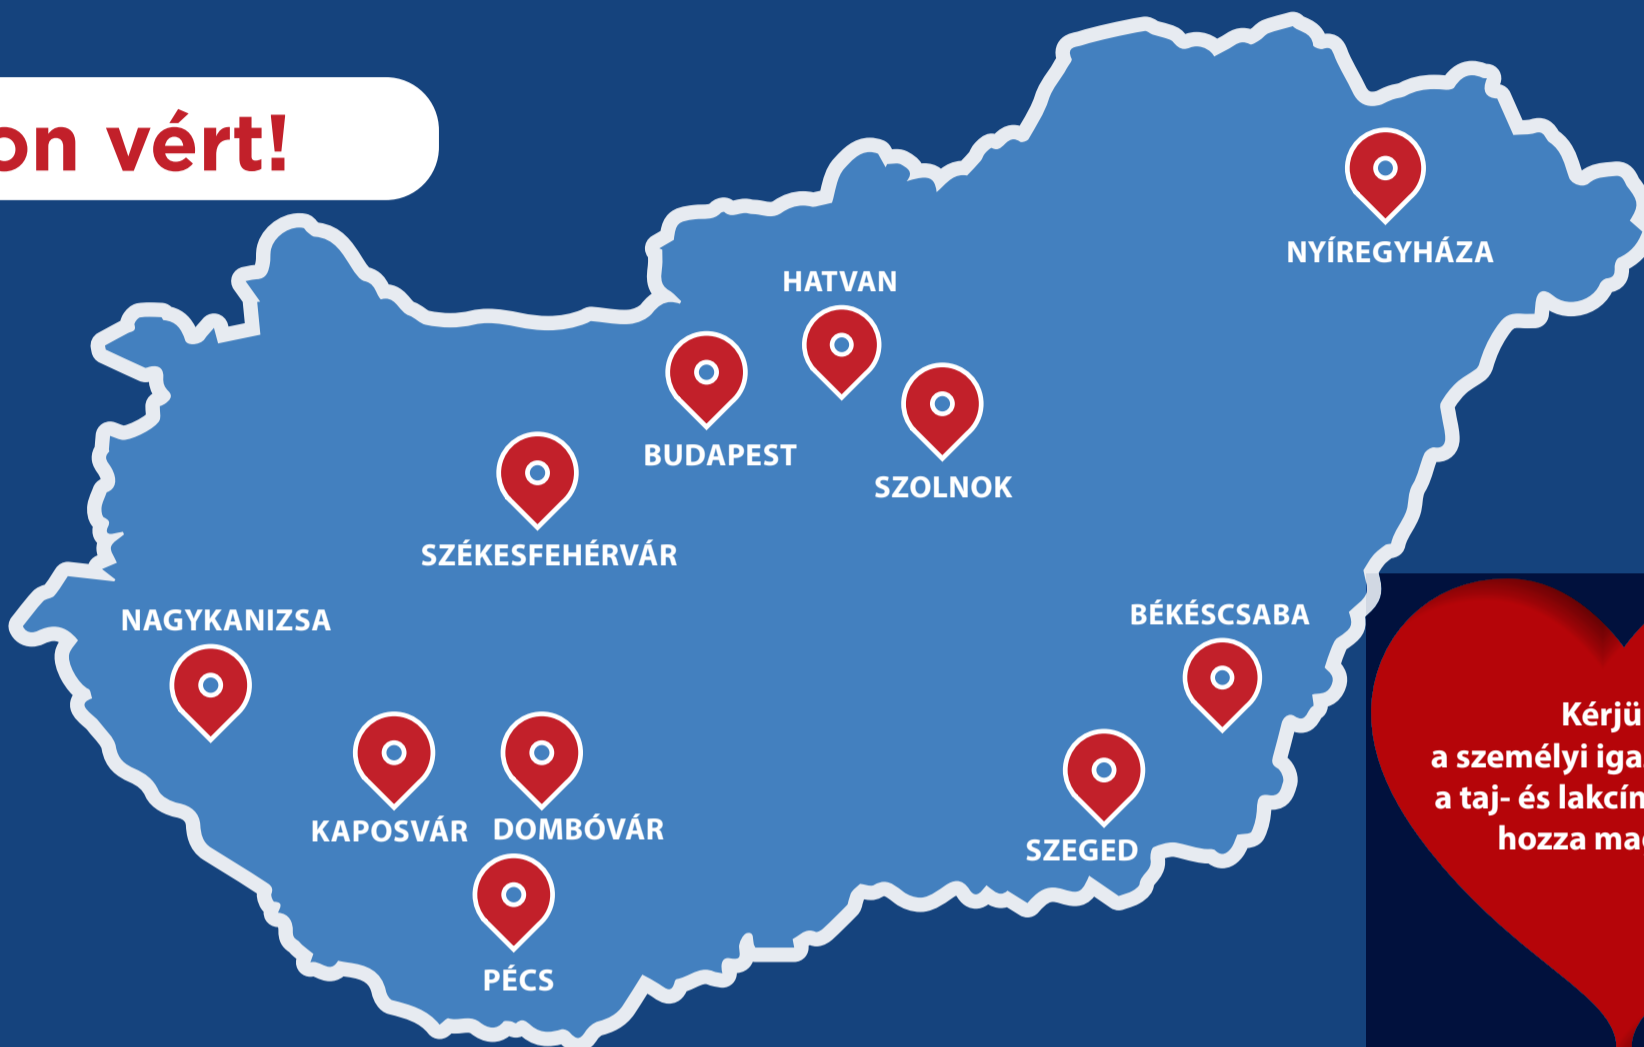 on vért!
NYÍREGYHÁZA
HATVAN
BUDAPEST
SZOLNOK
SZÉKESFEHÉRVÁR
NAGYKANIZSA
BÉKÉSCSABA
KAPOSVÁR
DOMBÓVÁR
SZEGED
PÉCS
Kérjü
a személyi iga
a taj- és lakcím
hozza ma